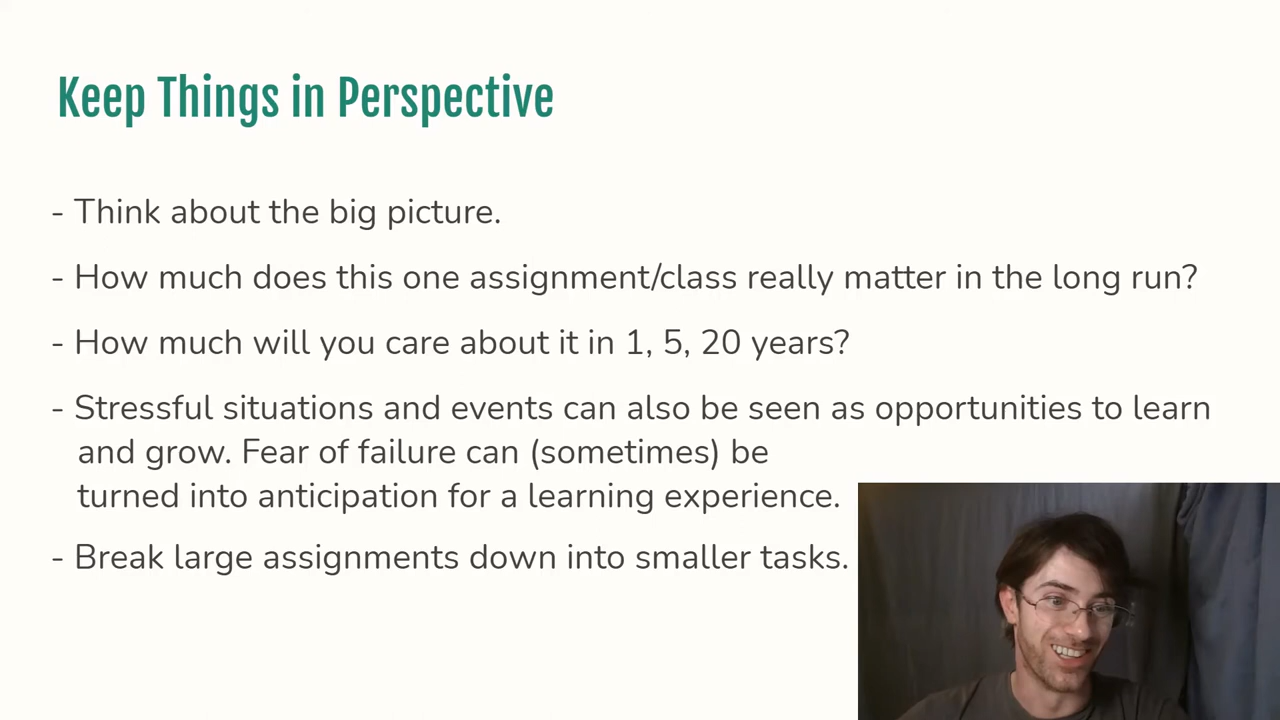 Keep Things in Perspective
- Think about the big picture.
- How much does this one assignment/class really matter in the long run?
- How much will you care about it in 1, 5, 20 years?
- Stressful situations and events can also be seen as opportunities to learn
and grow. Fear of failure can (sometimes) be
turned into anticipation for a learning experience.
- Break large assignments down into smaller tasks.